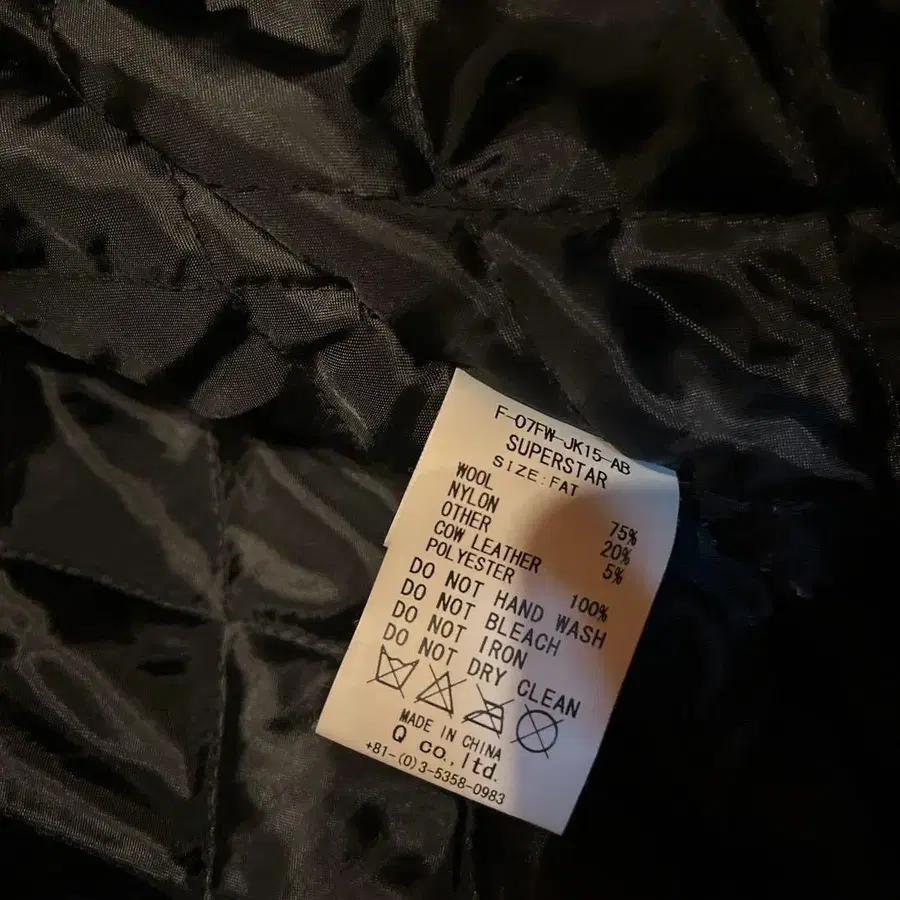 F-07FW-JK15-AB
SUPERSTAR
SIZE:FAT
WOOL 75%
NYLON 20%
OTHER 5%
COW LEATHER
POLYESTER 100%
DO NOT HAND WASH
DO NOT BLEACH
DO NOT IRON
DO NOT DRY CLEAN
MADE IN CHINA
Q co.,ltd.
+81-(0)3-5358-0983